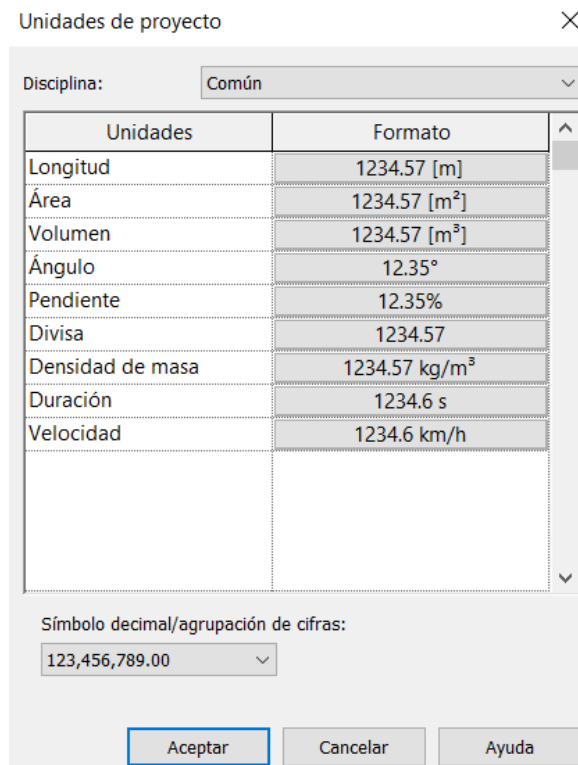 Unidades de proyecto
Disciplina: Común
Unidades Formato
Longitud 1234.57 [m]
Área 1234.57 [m²]
Volumen 1234.57 [m³]
Ángulo 12.35°
Pendiente 12.35%
Divisa 1234.57
Densidad de masa 1234.57 kg/m³
Duración 1234.6 s
Velocidad 1234.6 km/h
Símbolo decimal/agrupación de cifras:
123,456,789.00
Aceptar Cancelar Ayuda